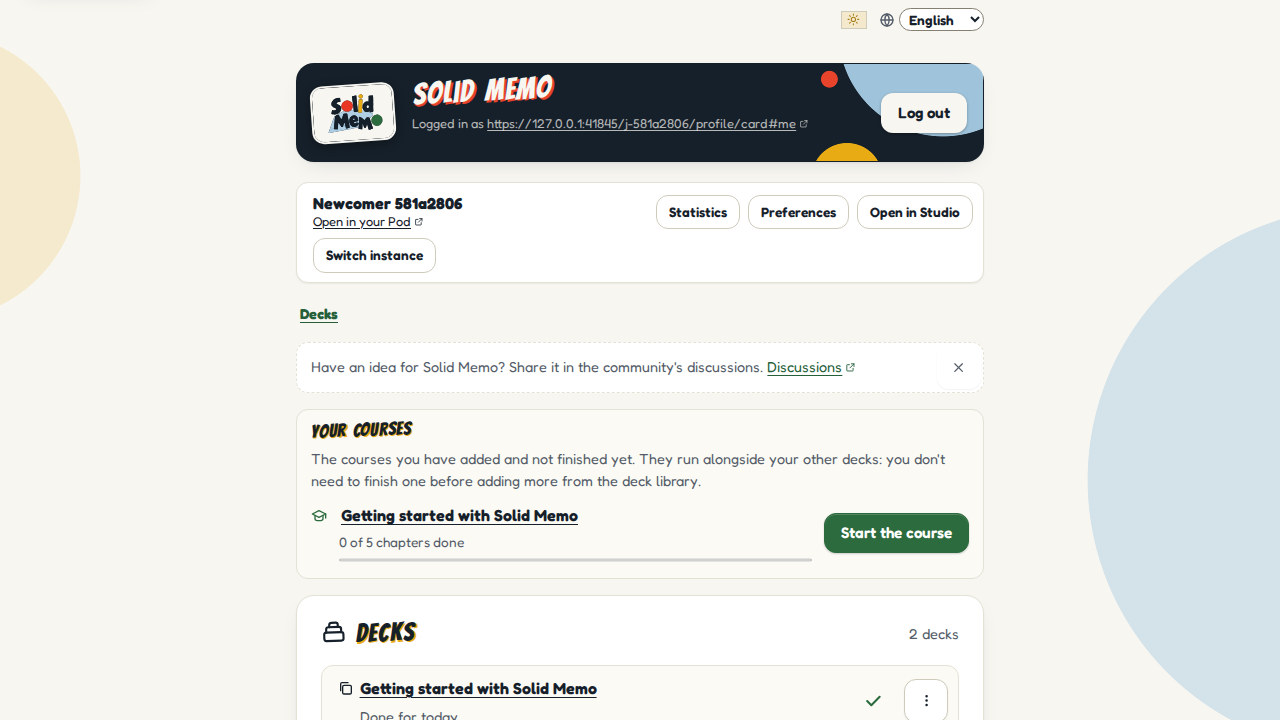 English
Solid Memo
SOLID MEMO
Logged in as https://127.0.0.1:41845/j-581a2806/profile/card#me
Log out
Newcomer 581a2806
Open in your Pod
Statistics
Preferences
Open in Studio
Switch instance
Decks
Have an idea for Solid Memo? Share it in the community's discussions. Discussions
YOUR COURSES
The courses you have added and not finished yet. They run alongside your other decks: you don't
need to finish one before adding more from the deck library.
Getting started with Solid Memo
0 of 5 chapters done
Start the course
DECKS
2 decks
Getting started with Solid Memo
Done for today